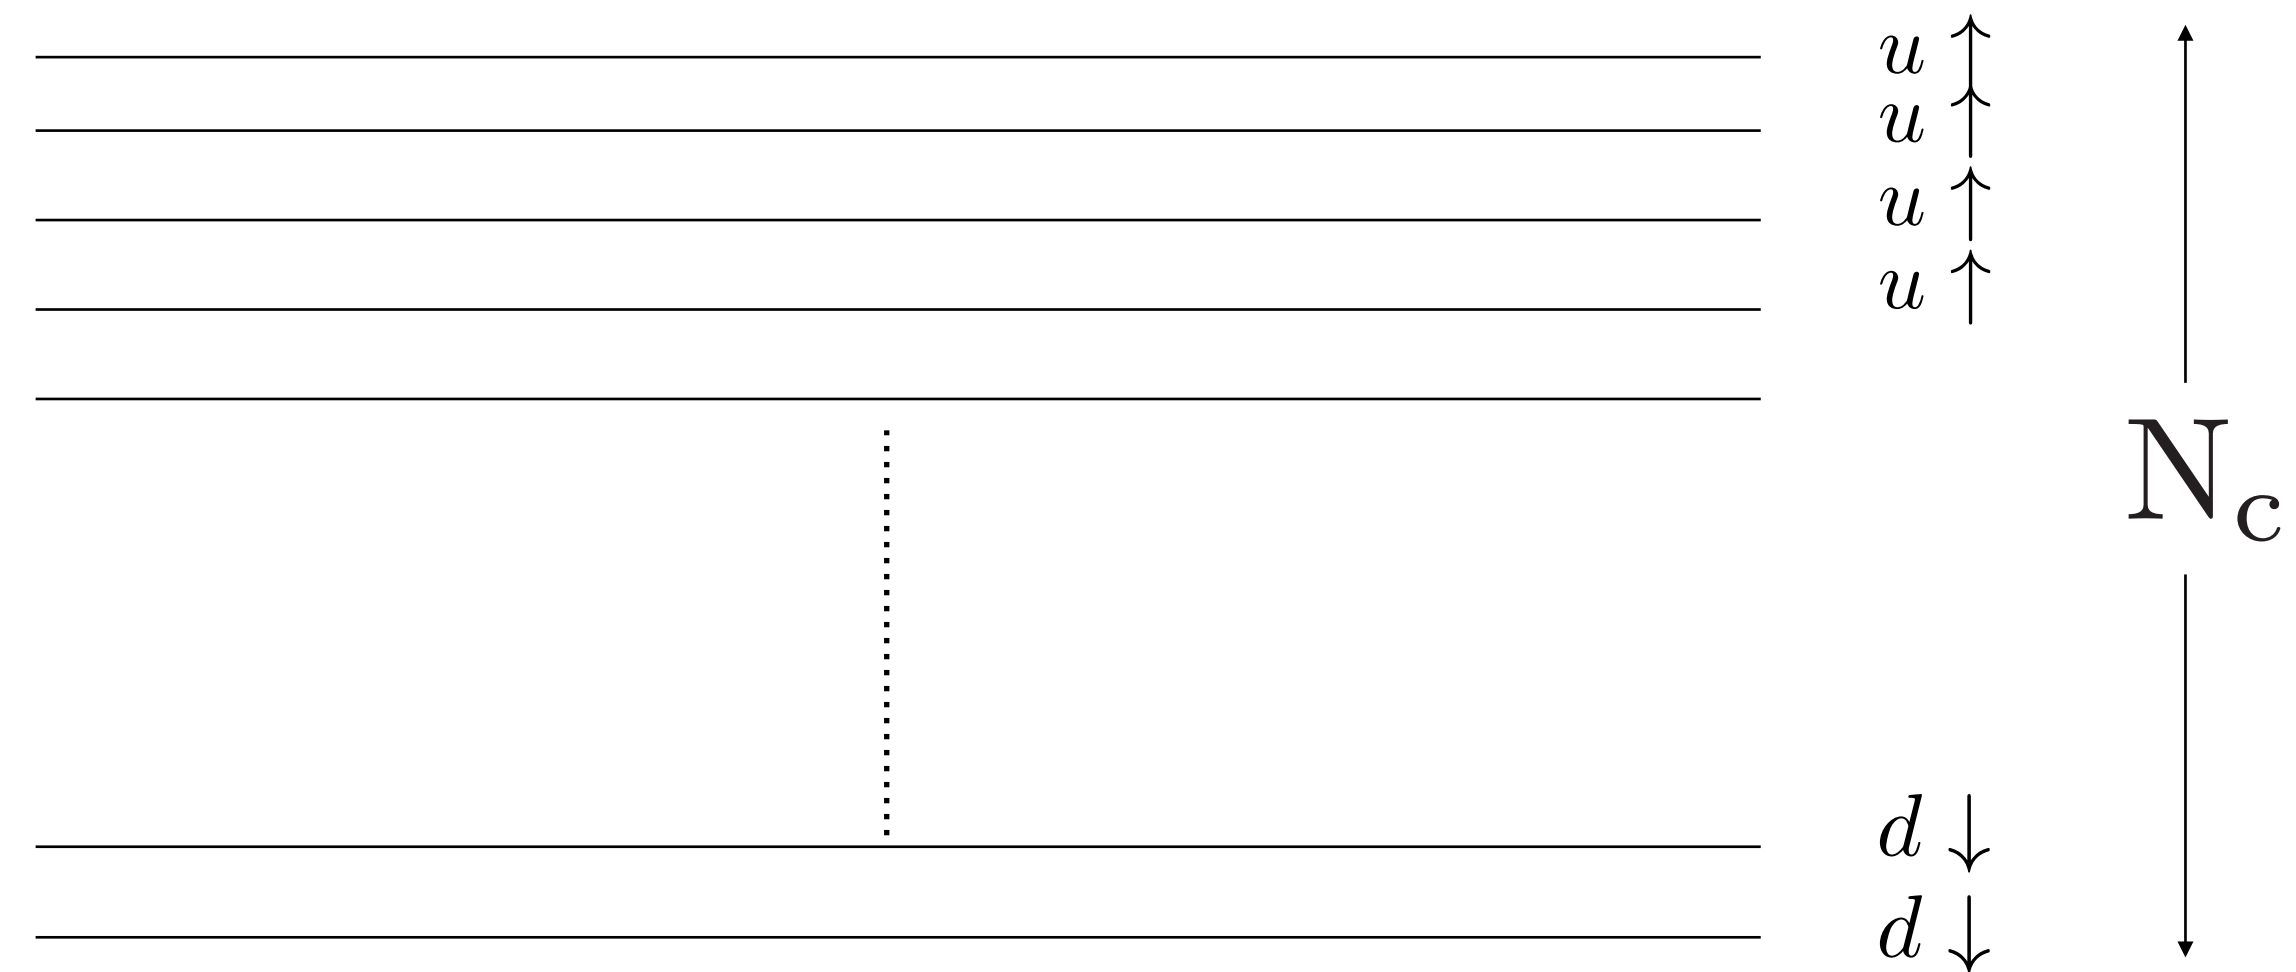 u ↑
u ↑
u ↑
u ↑
N_c
d ↓
d ↓